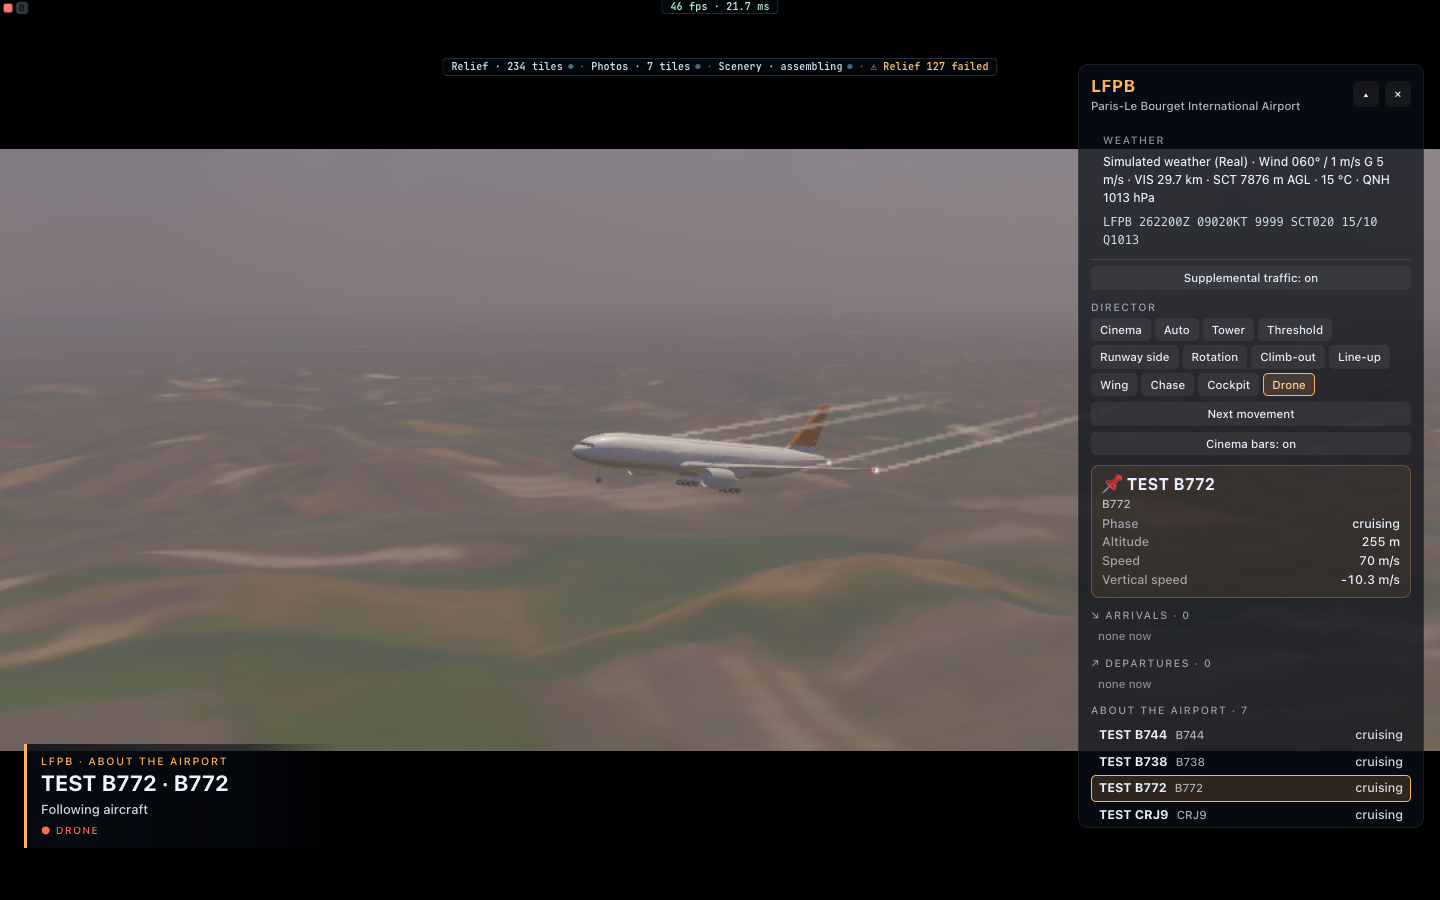 46 fps · 21.7 ms
Relief · 234 tiles · Photos · 7 tiles · Scenery · assembling · ⚠ Relief 127 failed
LFPB
Paris-Le Bourget International Airport
WEATHER
Simulated weather (Real) · Wind 060° / 1 m/s G 5
m/s · VIS 29.7 km · SCT 7876 m AGL · 15 °C · QNH
1013 hPa
LFPB 262200Z 09020KT 9999 SCT020 15/10
Q1013
Supplemental traffic: on
DIRECTOR
Cinema Auto Tower Threshold
Runway side Rotation Climb-out Line-up
Wing Chase Cockpit Drone
Next movement
Cinema bars: on
📌 TEST B772
B772
Phase cruising
Altitude 255 m
Speed 70 m/s
Vertical speed -10.3 m/s
↘ ARRIVALS · 0
none now
↗ DEPARTURES · 0
none now
ABOUT THE AIRPORT · 7
TEST B744 B744 cruising
TEST B738 B738 cruising
TEST B772 B772 cruising
TEST CRJ9 CRJ9 cruising
LFPB · ABOUT THE AIRPORT
TEST B772 · B772
Following aircraft
DRONE